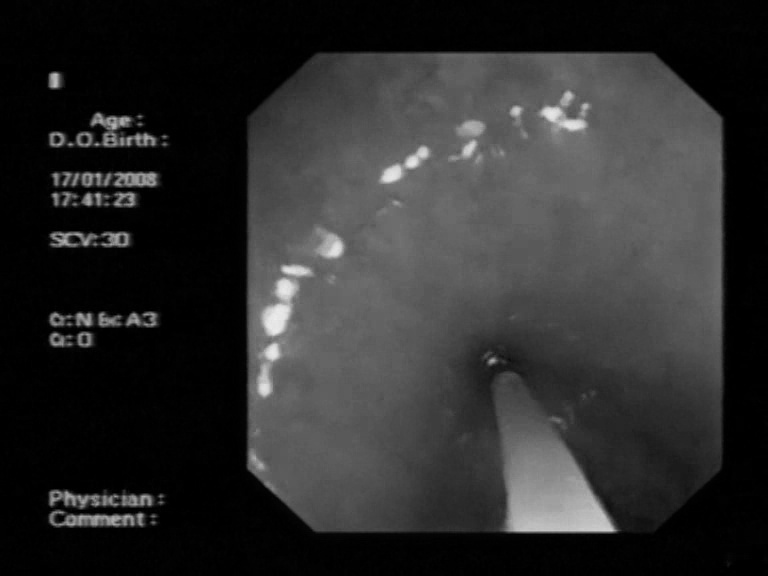 Age:
D.O.Birth:
17/01/2008
17:41:23
SCV:30
Physician:
Comment: